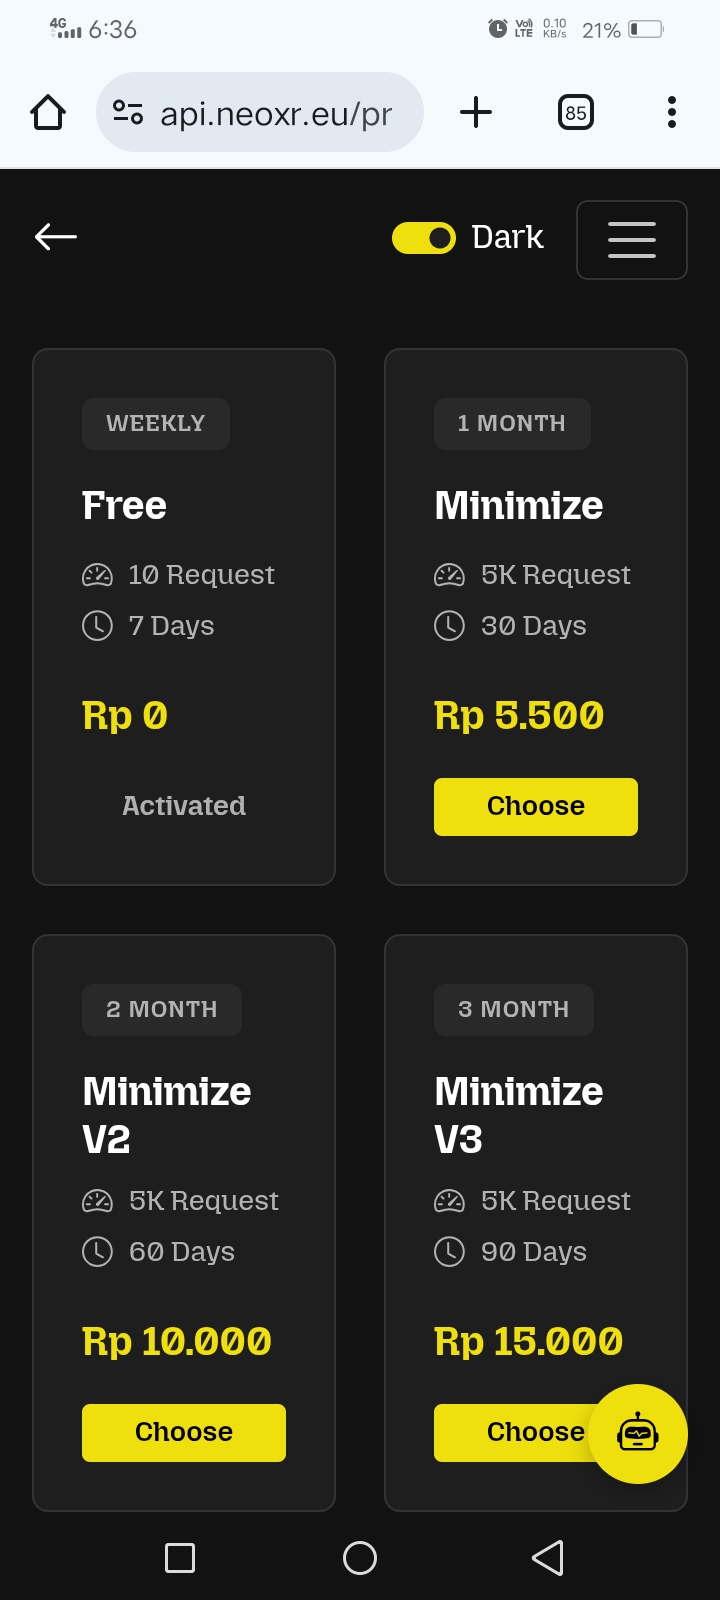 4G 6:36 Vo) LTE 0.10 KB/s 21%
api.neoxr.eu/pr 85
Dark
WEEKLY
Free
10 Request
7 Days
Rp 0
Activated
1 MONTH
Minimize
5K Request
30 Days
Rp 5.500
Choose
2 MONTH
Minimize
V2
5K Request
60 Days
Rp 10.000
Choose
3 MONTH
Minimize
V3
5K Request
90 Days
Rp 15.000
Choose